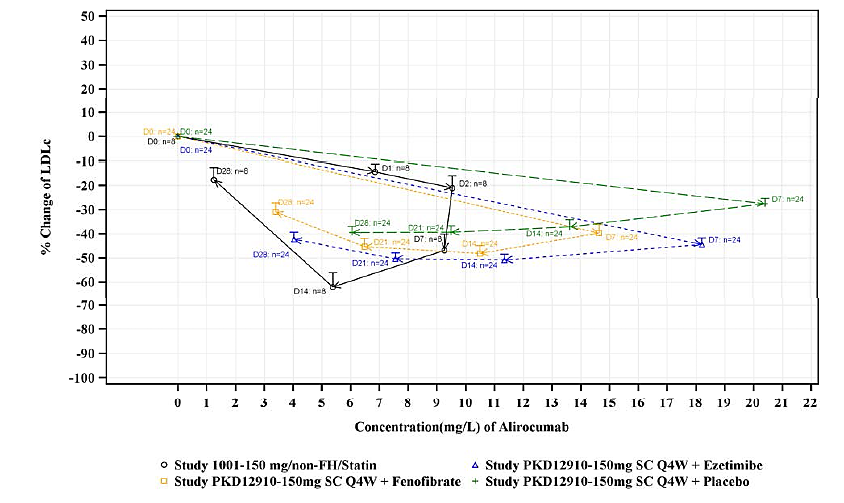 50
40
30
20
10
0
-10
-20
-30
-40
-50
-60
-70
-80
-90
-100
% Change of LDLc
D0: n=24
D0: n=24
D0: n=8
D0: n=24
D1: n=8
D28: n=8
D2: n=8
D7: n=24
D28: n=24
D28: n=24
D21: n=24
D14: n=24
D7: n=8
D7: n=24
D7: n=24
D21: n=24
D14: n=24
D28: n=24
D21: n=24
D14: n=24
D14: n=8
0 1 2 3 4 5 6 7 8 9 10 11 12 13 14 15 16 17 18 19 20 21 22
Concentration(mg/L) of Alirocumab
Study 1001-150 mg/non-FH/Statin
Study PKD12910-150mg SC Q4W + Ezetimibe
Study PKD12910-150mg SC Q4W + Fenofibrate
Study PKD12910-150mg SC Q4W + Placebo